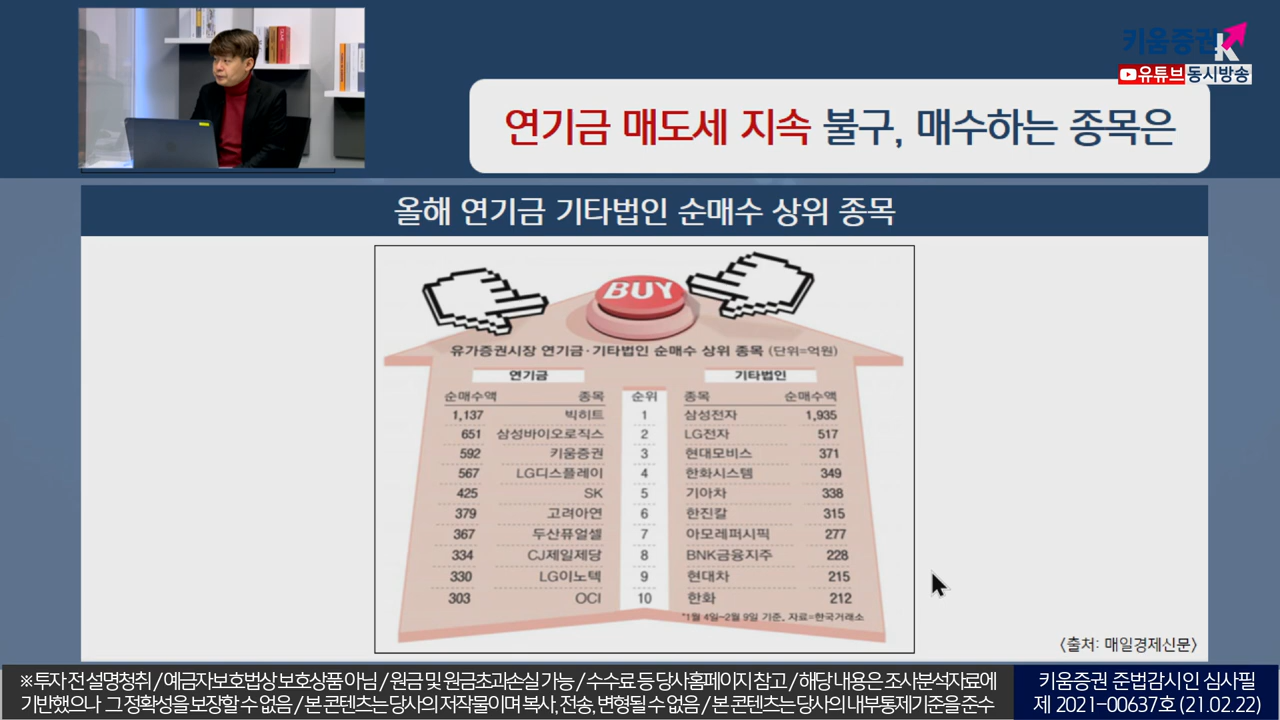 키움증권
유튜브동시방송
연기금 매도세 지속 불구, 매수하는 종목은
올해 연기금 기타법인 순매수 상위 종목
BUY
유가증권시장 연기금·기타법인 순매수 상위 종목 (단위=억원)
연기금 기타법인
순매수액 종목 순위 종목 순매수액
1,137 빅히트 1 삼성전자 1,935
651 삼성바이오로직스 2 LG전자 517
592 키움증권 3 현대모비스 371
567 LG디스플레이 4 한화시스템 349
425 SK 5 기아차 338
379 고려아연 6 한진칼 315
367 두산퓨얼셀 7 아모레퍼시픽 277
334 CJ제일제당 8 BNK금융지주 228
330 LG이노텍 9 현대차 215
303 OCI 10 한화 212
*1월 4일~2월 9일 기준, 자료=한국거래소
<출처: 매일경제신문>
※ 투자 전 설명청취 / 예금자보호법상 보호상품 아님 / 원금 및 원금초과손실 가능 / 수수료 등 당사홈페이지 참고 / 해당 내용은 조사분석자료에
기반했으나 그 정확성을 보장할 수 없음 / 본 콘텐츠는 당사의 저작물이며 복사, 전송, 변형될 수 없음 / 본 콘텐츠는 당사의 내부통제기준을 준수
키움증권 준법감시인 심사필
제 2021-00637호 (21.02.22)